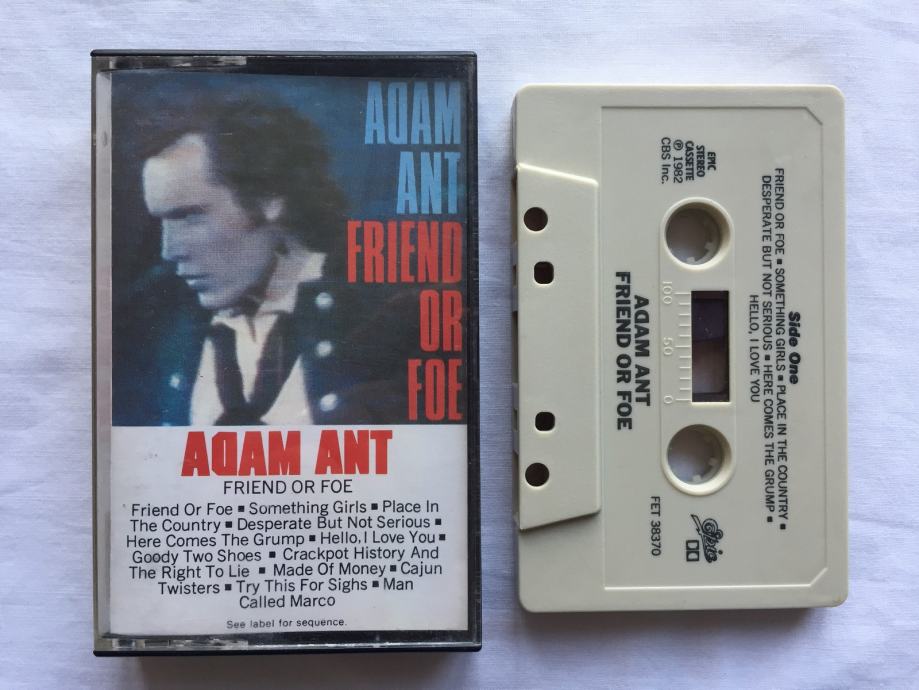 ADAM
ANT
FRIEND
OR
FOE
ADAM ANT
FRIEND OR FOE
Friend Or Foe ■ Something Girls ■ Place In
The Country ■ Desperate But Not Serious ■
Here Comes The Grump ■ Hello, I Love You ■
Goody Two Shoes ■ Crackpot History And
The Right To Lie ■ Made Of Money ■ Cajun
Twisters ■ Try This For Sighs ■ Man
Called Marco
See label for sequence.
Side One
FRIEND OR FOE ■ SOMETHING GIRLS ■ PLACE IN THE COUNTRY ■
DESPERATE BUT NOT SERIOUS ■ HERE COMES THE GRUMP ■
HELLO, I LOVE YOU
EPIC
STEREO
CASSETTE
℗ 1982
CBS Inc.
100 50 0
ADAM ANT
FRIEND OR FOE
Epic
FET 38370